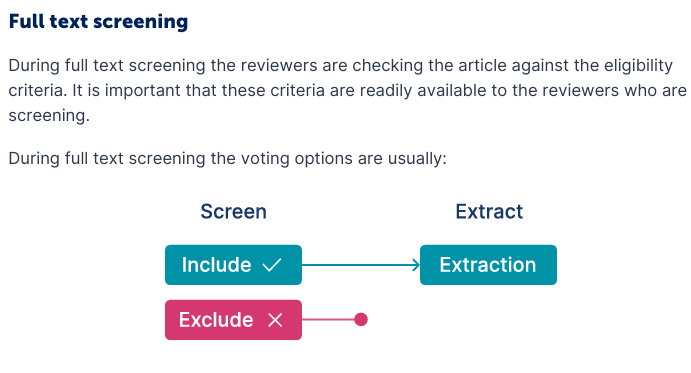 Full text screening
During full text screening the reviewers are checking the article against the eligibility
criteria. It is important that these criteria are readily available to the reviewers who are
screening.
During full text screening the voting options are usually:
Screen
Extract
Include
Extraction
Exclude